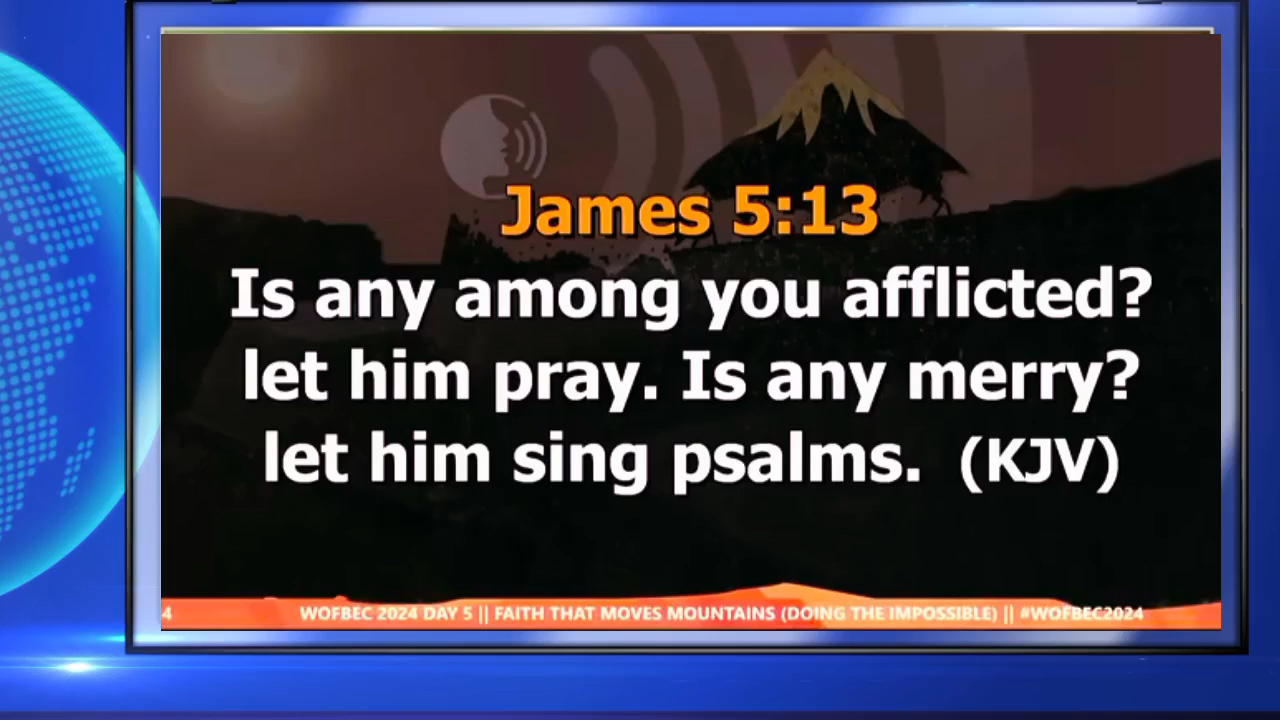 James 5:13
Is any among you afflicted?
let him pray. Is any merry?
let him sing psalms.  (KJV)
4 WOFBEC 2024 DAY 5 || FAITH THAT MOVES MOUNTAINS (DOING THE IMPOSSIBLE) || #WOFBEC2024